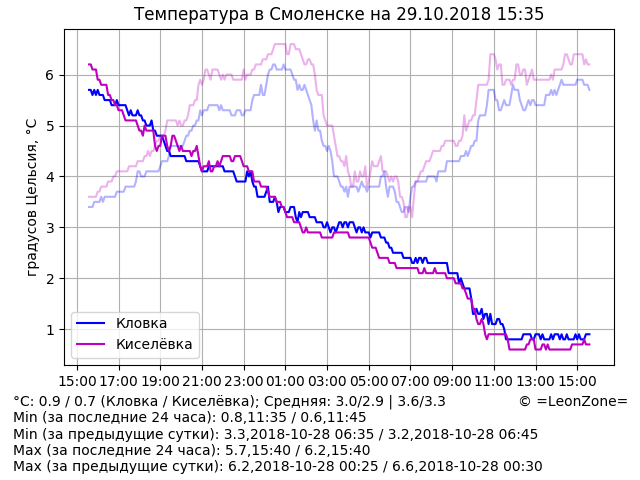 Температура в Смоленске на 29.10.2018 15:35
градусов Цельсия, °C
6
5
4
3
2
1
Кловка
Киселёвка
15:00 17:00 19:00 21:00 23:00 01:00 03:00 05:00 07:00 09:00 11:00 13:00 15:00
°C: 0.9 / 0.7 (Кловка / Киселёвка); Средняя: 3.0/2.9 | 3.6/3.3 © =LeonZone=
Min (за последние 24 часа): 0.8,11:35 / 0.6,11:45
Min (за предыдущие сутки): 3.3,2018-10-28 06:35 / 3.2,2018-10-28 06:45
Max (за последние 24 часа): 5.7,15:40 / 6.2,15:40
Max (за предыдущие сутки): 6.2,2018-10-28 00:25 / 6.6,2018-10-28 00:30